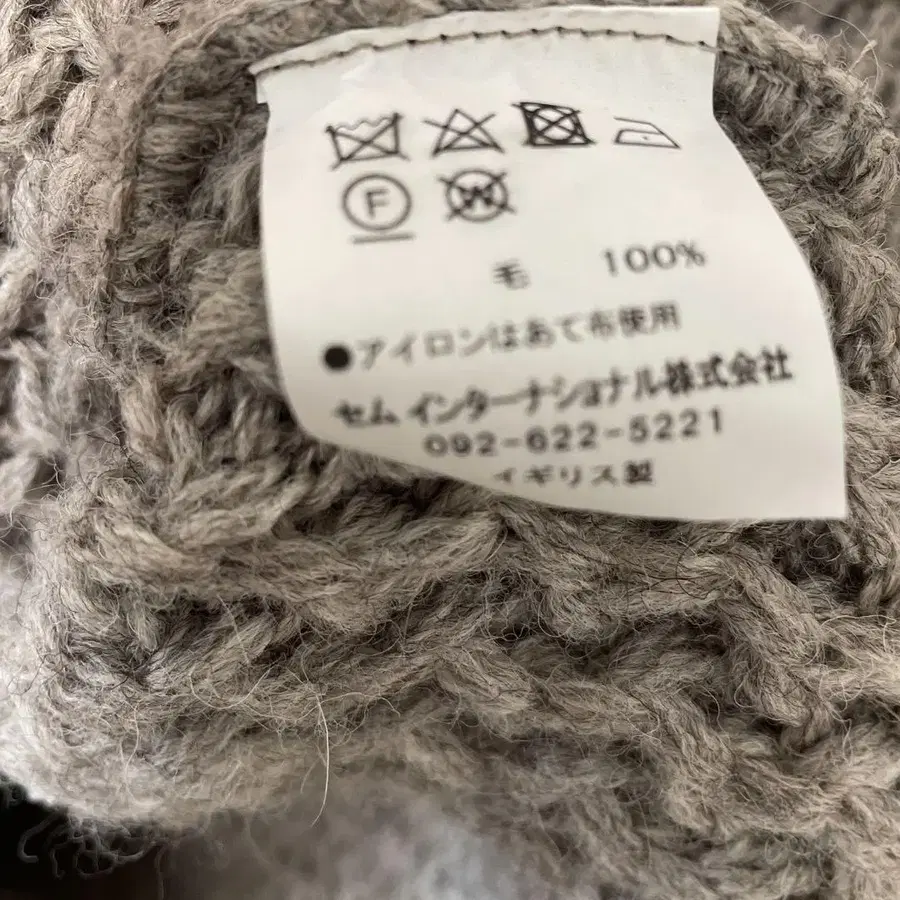 F W
毛 100%
●アイロンはあて布使用
セム インターナショナル株式会社
092-622-5221
イギリス製